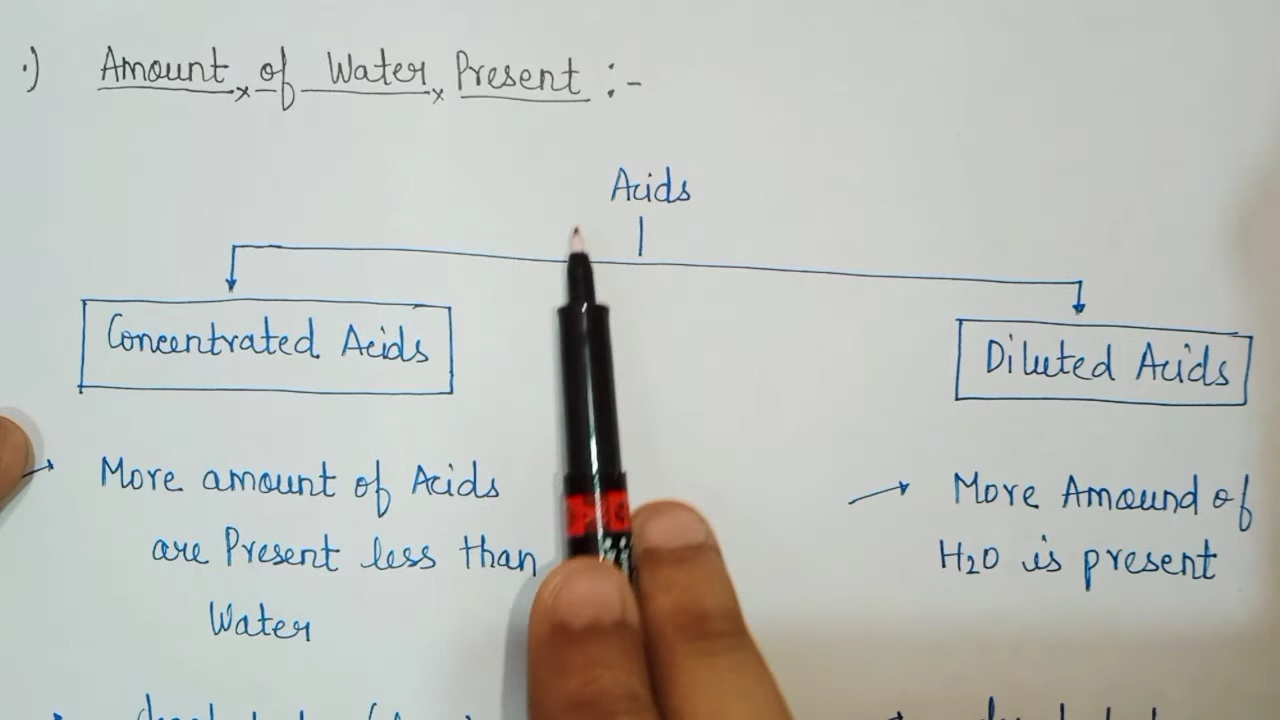 ·) Amount of Water Present :-
Acids
Concentrated Acids
Diluted Acids
More amount of Acids
are Present less than
Water
More Amound of
H2O is present